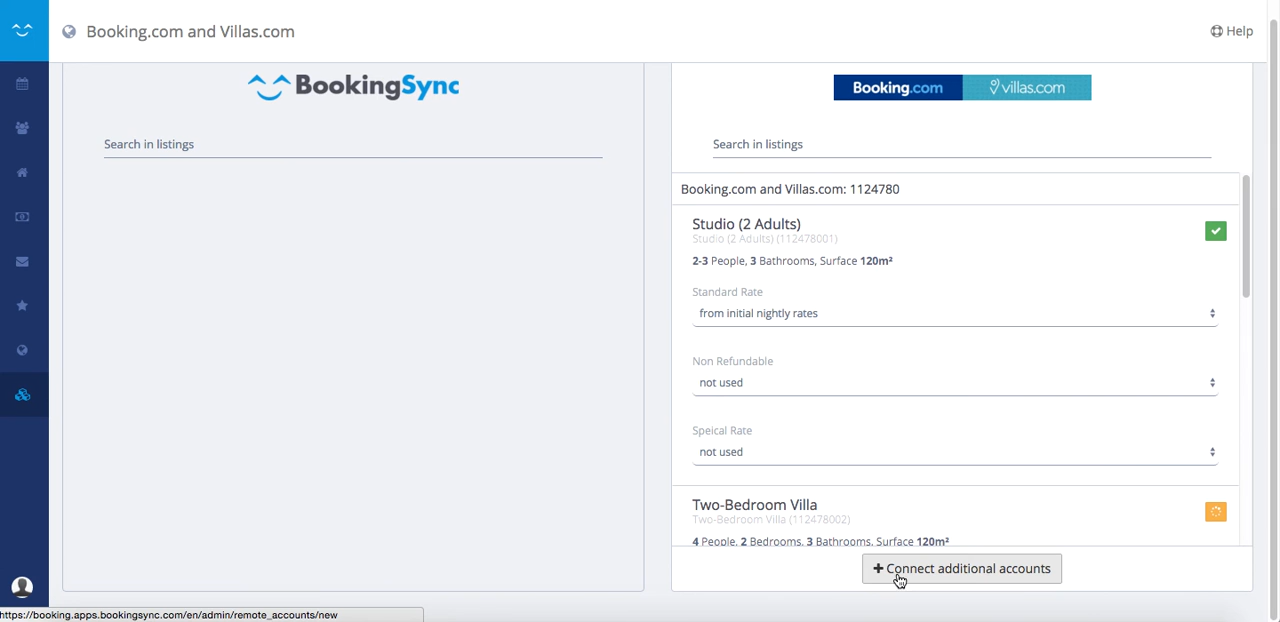 Booking.com and Villas.com
Help
BookingSync
Search in listings
Booking.com villas.com
Search in listings
Booking.com and Villas.com: 1124780
Studio (2 Adults)
Studio (2 Adults) (112478001)
2-3 People, 3 Bathrooms, Surface 120m²
Standard Rate
from initial nightly rates
Non Refundable
not used
Speical Rate
not used
Two-Bedroom Villa
Two-Bedroom Villa (112478002)
4 People, 2 Bedrooms, 3 Bathrooms, Surface 120m²
Connect additional accounts
https://booking.apps.bookingsync.com/en/admin/remote_accounts/new